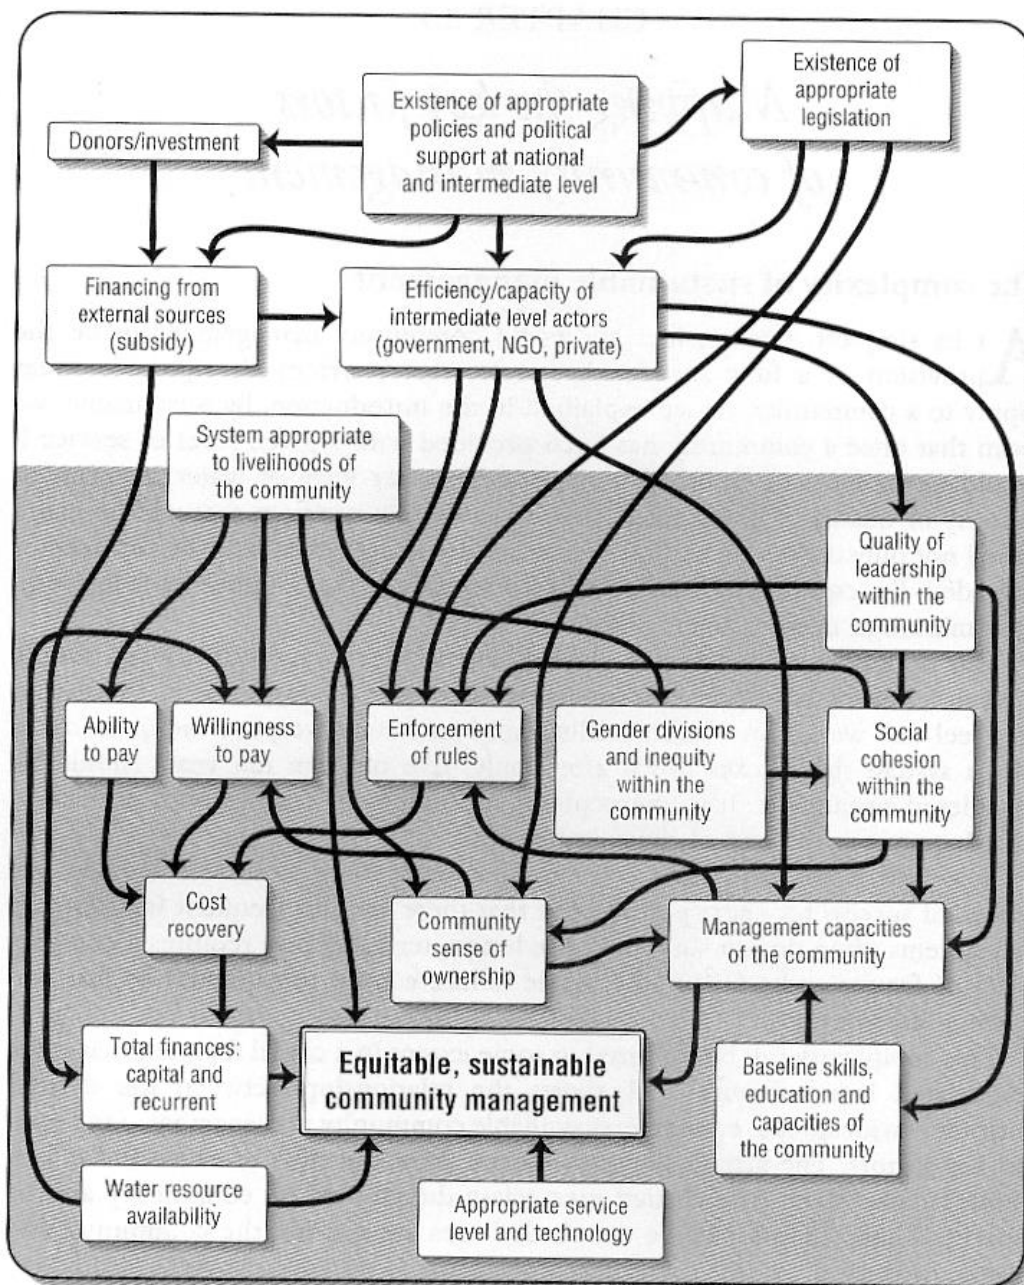 Existence of
appropriate
legislation
Existence of appropriate
policies and political
support at national
and intermediate level
Donors/investment
Financing from
external sources
(subsidy)
Efficiency/capacity of
intermediate level actors
(government, NGO, private)
System appropriate
to livelihoods of
the community
Quality of
leadership
within the
community
Ability
to pay
Willingness
to pay
Enforcement
of rules
Gender divisions
and inequity
within the
community
Social
cohesion
within the
community
Cost
recovery
Community
sense of
ownership
Management capacities
of the community
Total finances:
capital and
recurrent
Equitable, sustainable
community management
Baseline skills,
education and
capacities of
the community
Water resource
availability
Appropriate service
level and technology